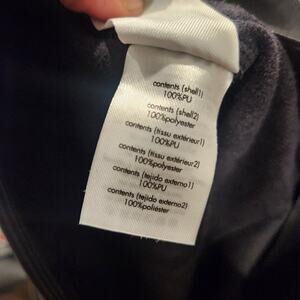 contents (shell1)
100%PU
contents (shell2)
100%polyester
contents (tissu extérieur1)
100%PU
contents (tissu extérieur2)
100%polyester
contents (tejido externo1)
100%PU
contents (tejido externo2)
100%poliéster